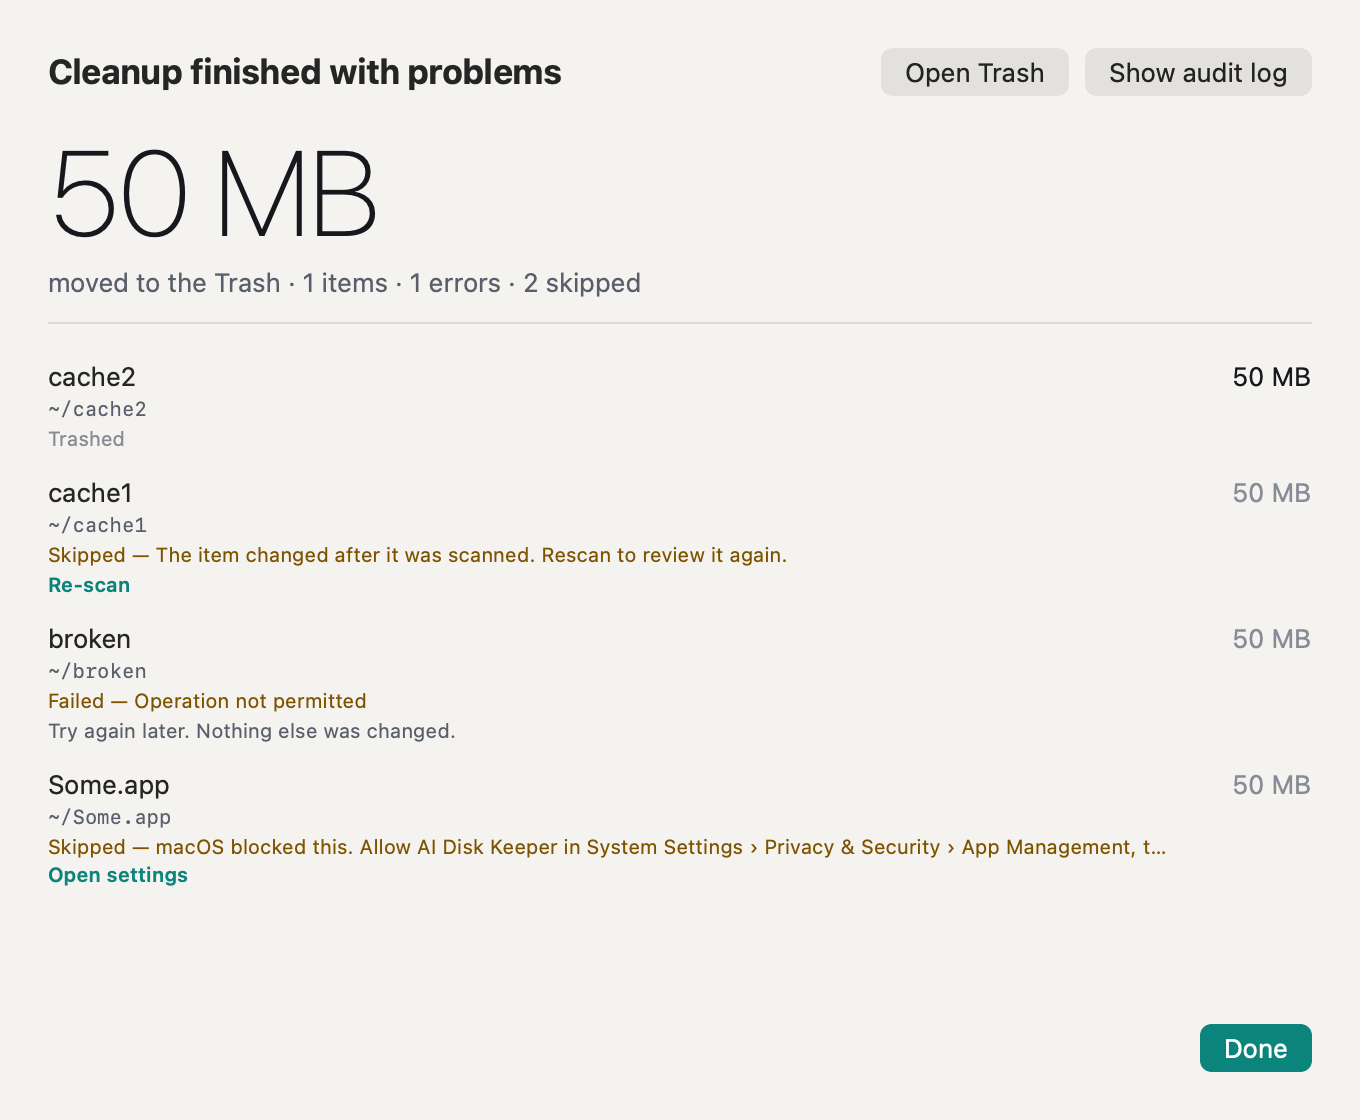 Cleanup finished with problems
Open Trash
Show audit log
50 MB
moved to the Trash · 1 items · 1 errors · 2 skipped
cache2
50 MB
~/cache2
Trashed
cache1
50 MB
~/cache1
Skipped — The item changed after it was scanned. Rescan to review it again.
Re-scan
broken
50 MB
~/broken
Failed — Operation not permitted
Try again later. Nothing else was changed.
Some.app
50 MB
~/Some.app
Skipped — macOS blocked this. Allow AI Disk Keeper in System Settings › Privacy & Security › App Management, t…
Open settings
Done